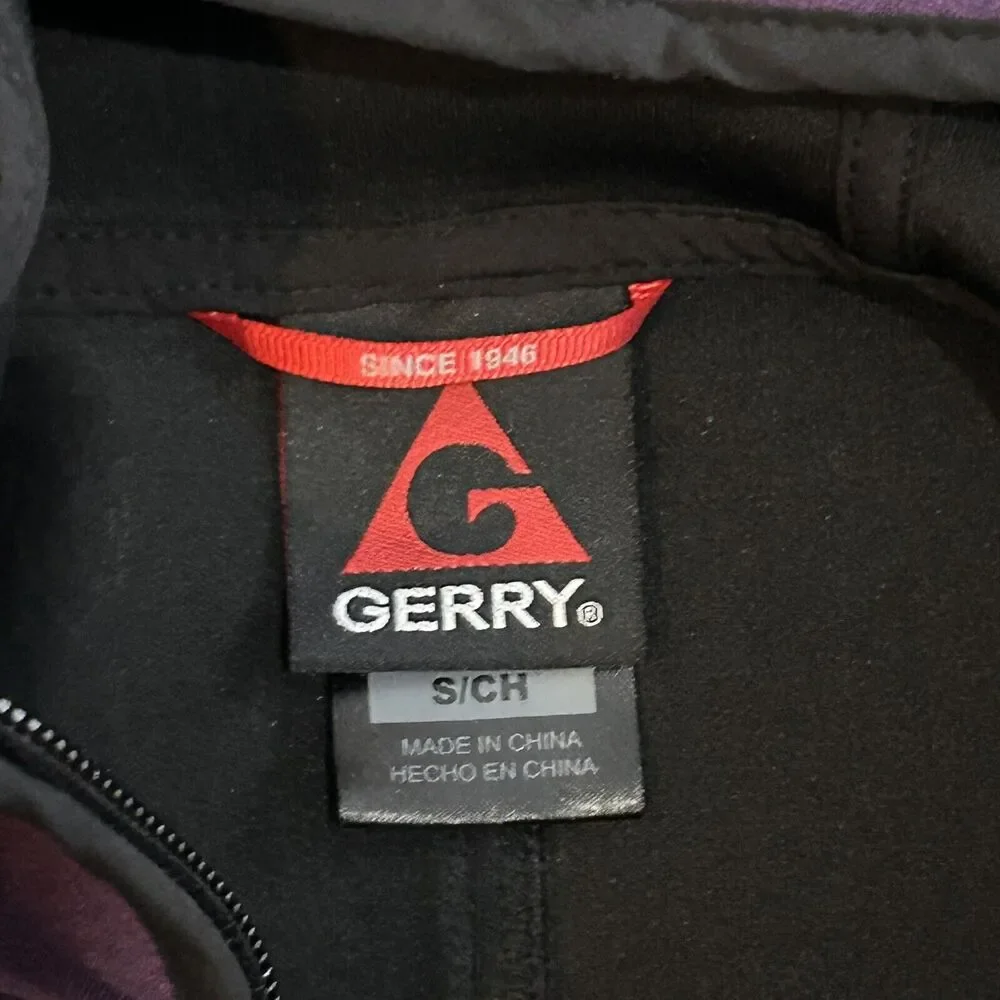 SINCE 1946
G
GERRY®
S/CH
MADE IN CHINA
HECHO EN CHINA